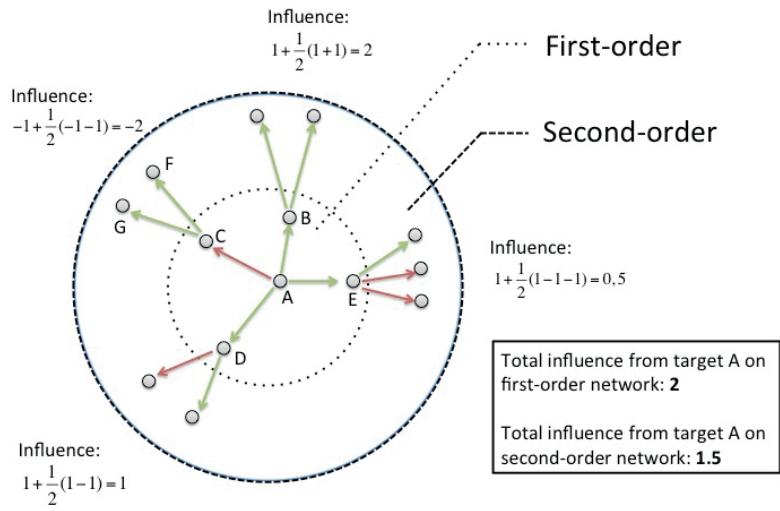 Influence:
1+1/2(1+1)=2
First-order
Influence:
-1+1/2(-1-1)=-2
Second-order
F
G
C
B
A
E
D
Influence:
1+1/2(1-1-1)=0,5
Total influence from target A on
first-order network: 2
Total influence from target A on
second-order network: 1.5
Influence:
1+1/2(1-1)=1